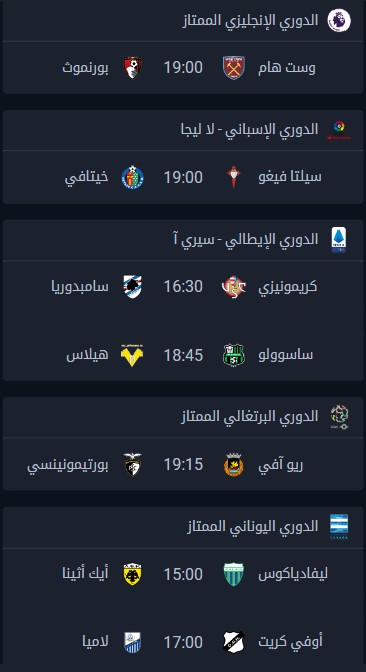 الدوري الإنجليزي الممتاز
وست هام 19:00 بورنموث
الدوري الإسباني - لا ليجا
سيلتا فيغو 19:00 خيتافي
الدوري الإيطالي - سيري آ
كريمونيزي 16:30 سامبدوريا
ساسوولو 18:45 هيلاس
الدوري البرتغالي الممتاز
ريو آفي 19:15 بورتيمونينسي
الدوري اليوناني الممتاز
ليفادياكوس 15:00 أيك أثينا
أوفي كريت 17:00 لاميا